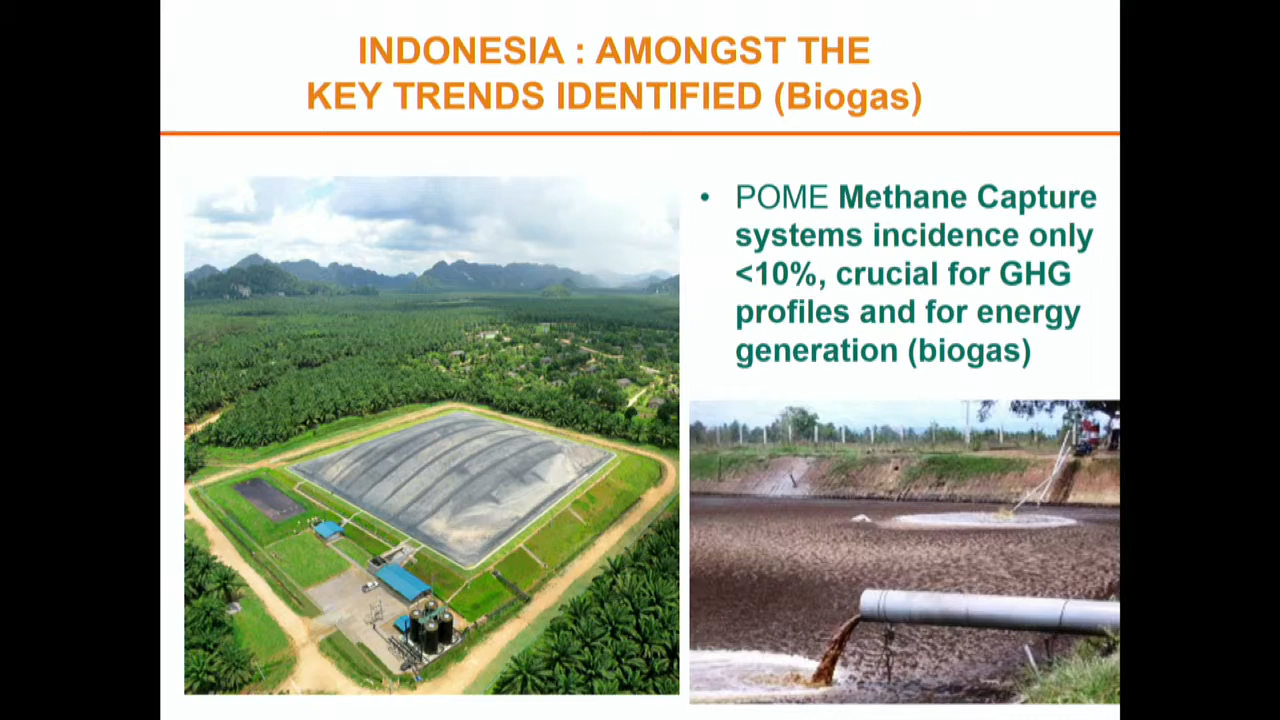 INDONESIA : AMONGST THE
KEY TRENDS IDENTIFIED (Biogas)
• POME Methane Capture
systems incidence only
<10%, crucial for GHG
profiles and for energy
generation (biogas)